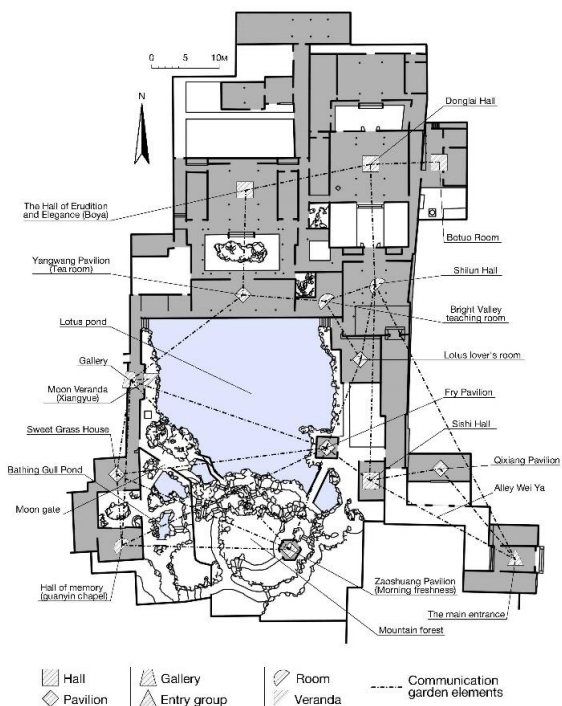 0 5 10м
N
Donglai Hall
The Hall of Erudition
and Elegance (Boya)
Botuo Room
Yangwang Pavilion
(Tea room)
Shilun Hall
Bright Valley
teaching room
Lotus pond
Lotus lover's room
Gallery
Fry Pavilion
Moon Veranda
(Xiangyue)
Sishi Hall
Sweet Grass House
Qixiang Pavilion
Bathing Gull Pond
Alley Wei Ya
Moon gate
Hall of memory
(guanyin chapel)
Zaoshuang Pavilion
(Morning freshness)
The main entrance
Mountain forest
Hall
Gallery
Room
Communication
garden elements
Pavilion
Entry group
Veranda